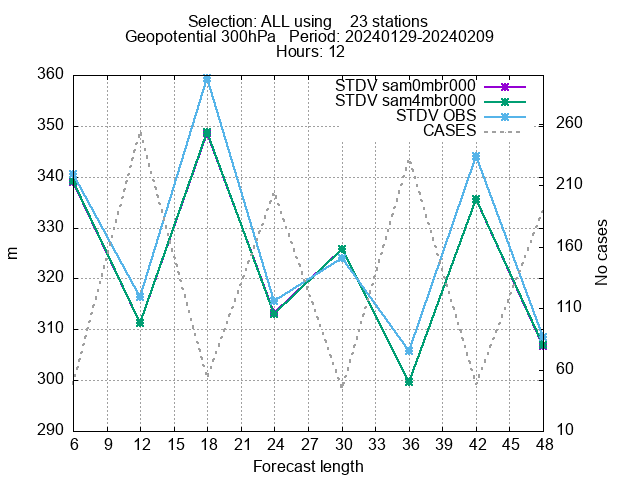 Selection: ALL using    23 stations
Geopotential 300hPa   Period: 20240129-20240209
Hours: 12
STDV sam0mbr000
STDV sam4mbr000
STDV OBS
CASES
360
350
340
330
320
310
300
290
260
210
160
110
60
10
m
No cases
6 9 12 15 18 21 24 27 30 33 36 39 42 45 48
Forecast length